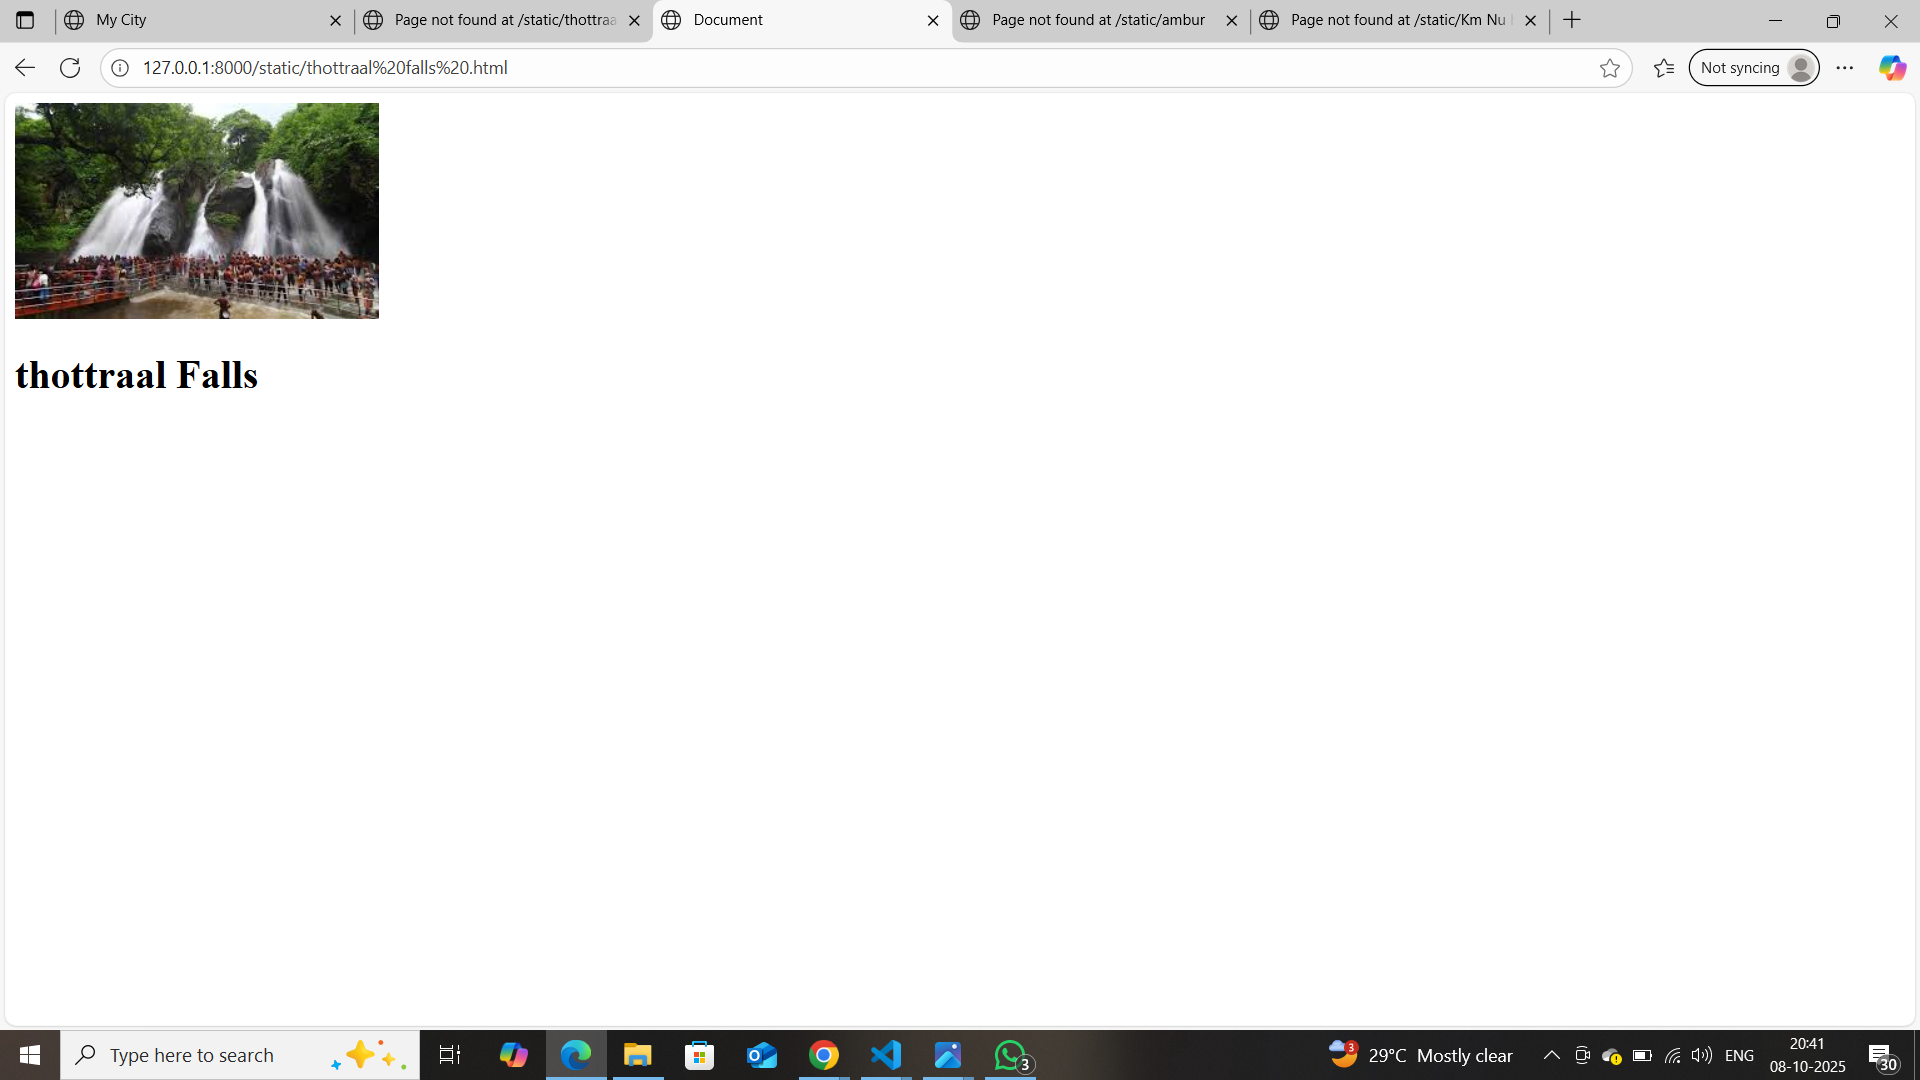 My City
Page not found at /static/thottraa
Document
Page not found at /static/ambur
Page not found at /static/Km Nu
127.0.0.1:8000/static/thottraal%20falls%20.html
Not syncing
thottraal Falls
Type here to search
3
3
29°C Mostly clear
ENG
20:41
08-10-2025
30